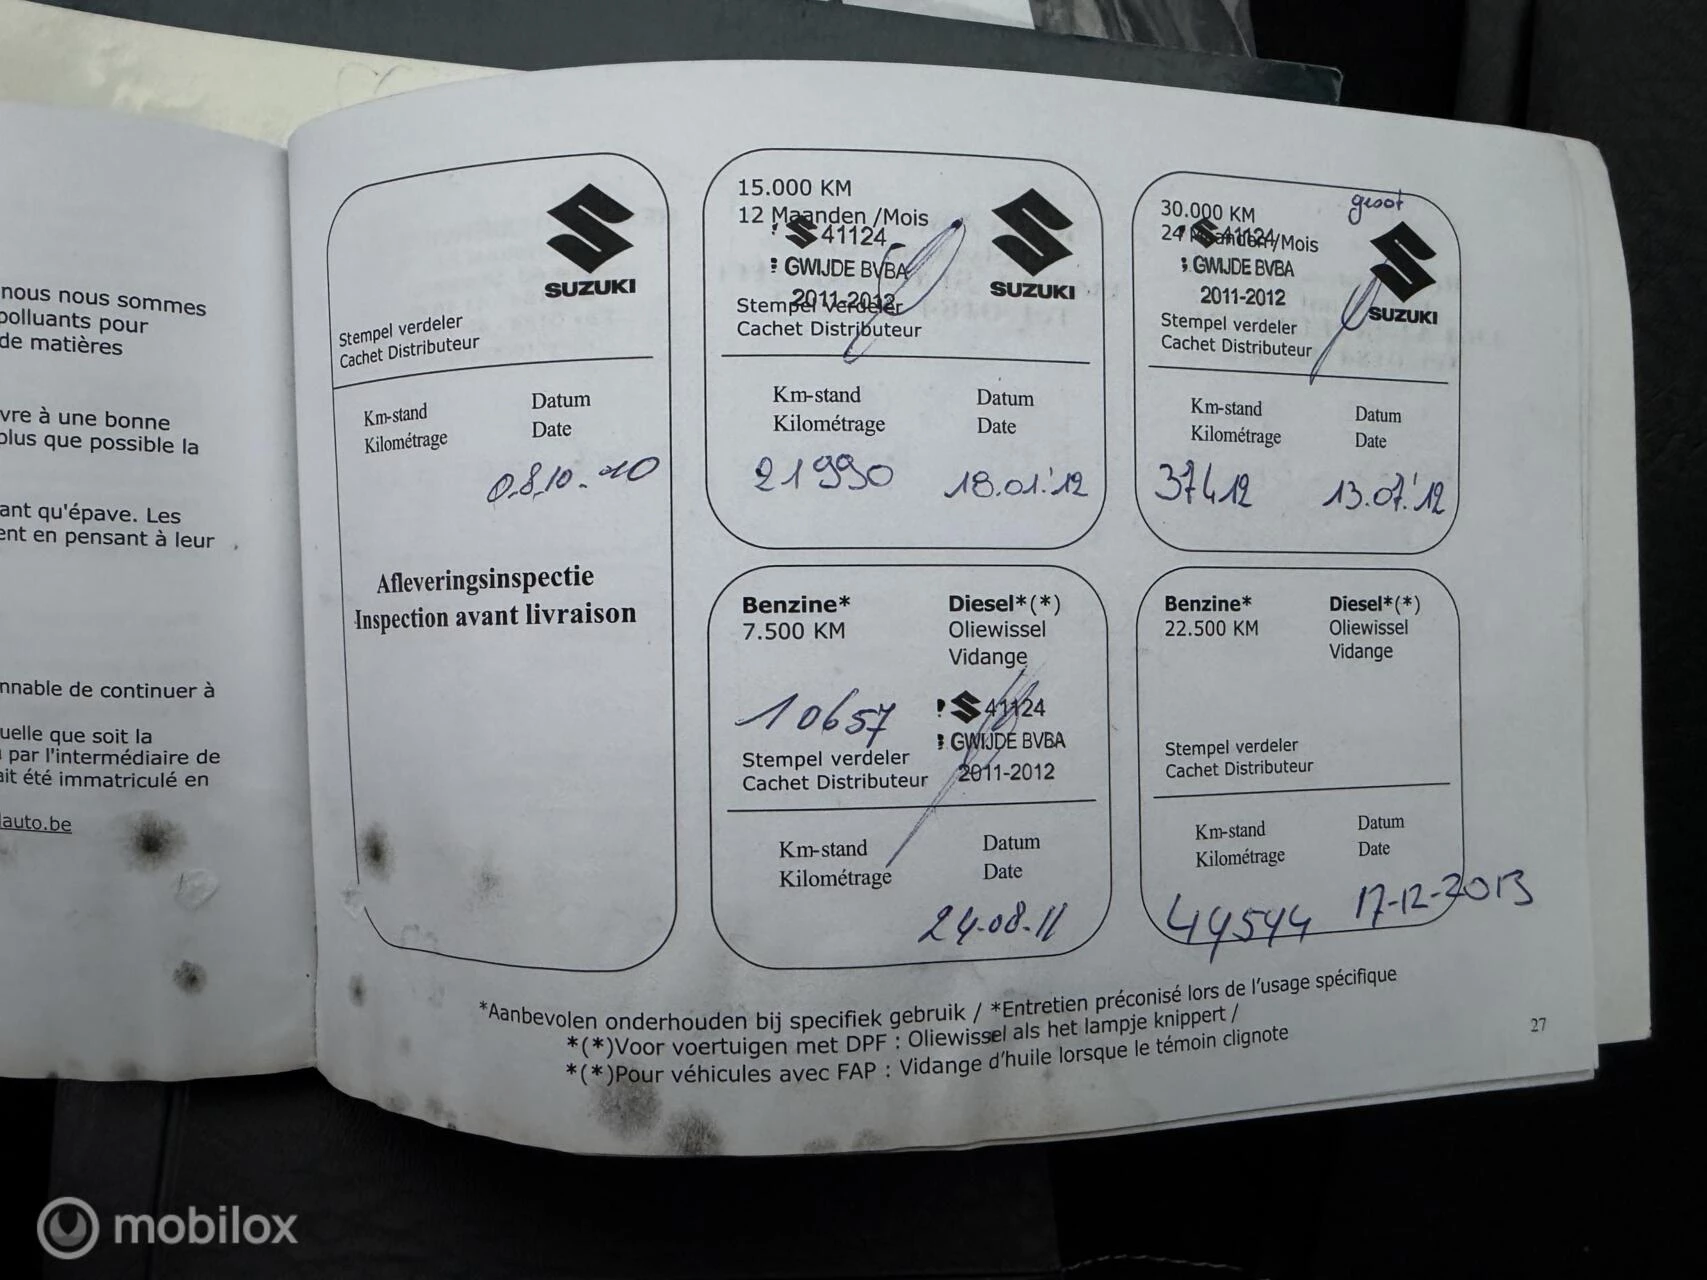 nous nous sommes
polluants pour
de matières
vre à une bonne
plus que possible la
ant qu'épave. Les
ent en pensant à leur
nnable de continuer à
uelle que soit la
par l'intermédiaire de
ait été immatriculé en
lauto.be
SUZUKI
Stempel verdeler
Cachet Distributeur
Km-stand Datum
Kilométrage Date
08.10.10
Afleveringsinspectie
Inspection avant livraison
15.000 KM
12 Maanden /Mois
41124
GWIJDE BVBA
2011-2012
SUZUKI
Stempel verdeler
Cachet Distributeur
Km-stand Datum
Kilométrage Date
21990 18.01.'12
30.000 KM
24 Maanden/Mois
41124
GWIJDE BVBA
2011-2012
SUZUKI
Stempel verdeler
Cachet Distributeur
Km-stand Datum
Kilométrage Date
37412 13.07.'12
Benzine* Diesel*(*)
7.500 KM Oliewissel
Vidange
10657
41124
GWIJDE BVBA
2011-2012
Stempel verdeler
Cachet Distributeur
Km-stand Datum
Kilométrage Date
24.08.11
Benzine* Diesel*(*)
22.500 KM Oliewissel
Vidange
Stempel verdeler
Cachet Distributeur
Km-stand Datum
Kilométrage Date
17-12-2013
*Aanbevolen onderhouden bij specifiek gebruik / *Entretien préconisé lors de l'usage spécifique
*(*)Voor voertuigen met DPF : Oliewissel als het lampje knippert /
*(*)Pour véhicules avec FAP : Vidange d'huile lorsque le témoin clignote
27
mobilox